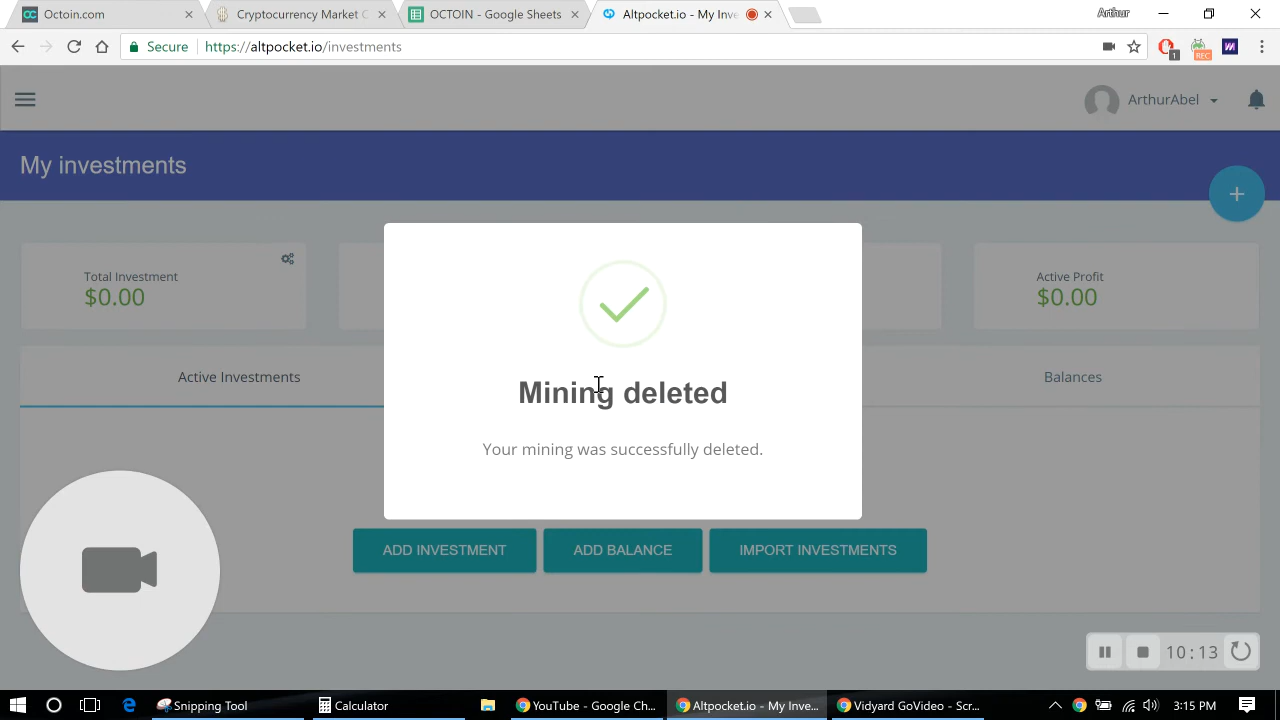 Octoin.com
Cryptocurrency Market C
OCTOIN - Google Sheets
Altpocket.io - My Inve
Arthur
Secure
https://altpocket.io/investments
1
REC
ArthurAbel
My investments
+
Total Investment
$0.00
Active Profit
$0.00
Active Investments
Balances
Mining deleted
Your mining was successfully deleted.
ADD INVESTMENT
ADD BALANCE
IMPORT INVESTMENTS
10:13
Snipping Tool
Calculator
YouTube - Google Ch...
Altpocket.io - My Inve...
Vidyard GoVideo - Scr...
3:15 PM